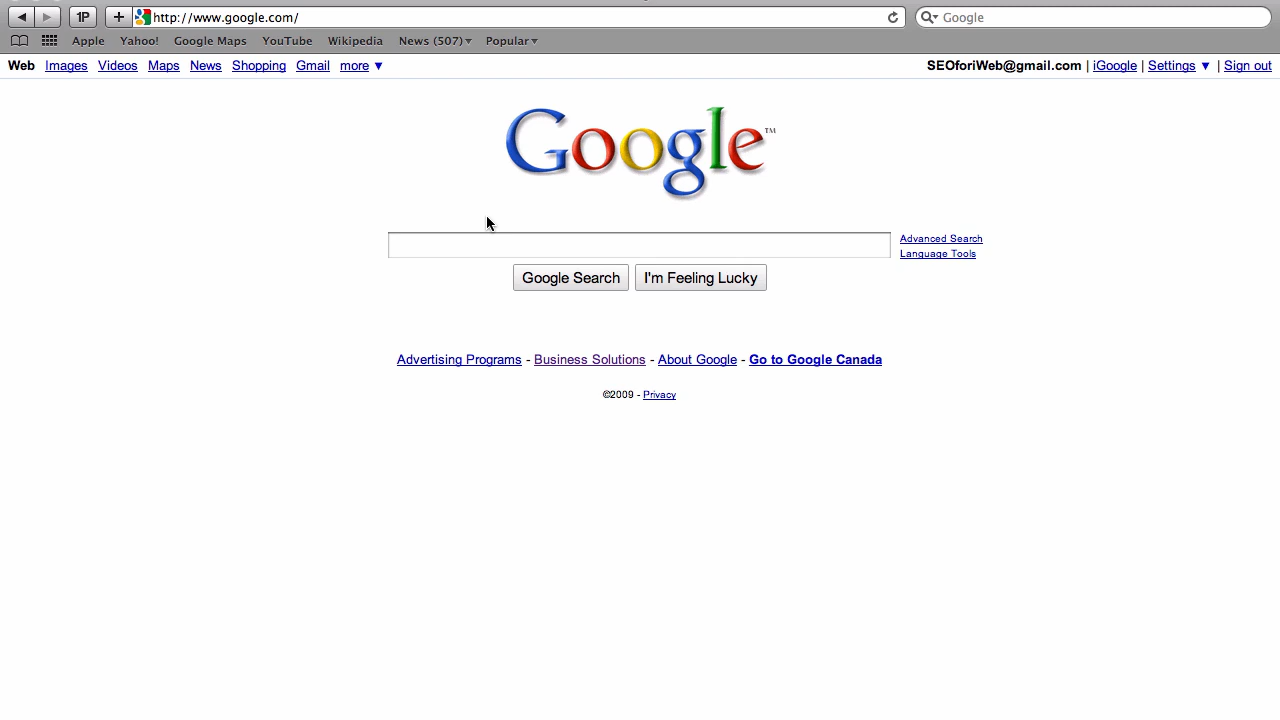 1P + http://www.google.com/ Google
Apple Yahoo! Google Maps YouTube Wikipedia News (507)▾ Popular▾
Web Images Videos Maps News Shopping Gmail more ▼ SEOforiWeb@gmail.com | iGoogle | Settings ▼ | Sign out
Google™
Advanced Search
Language Tools
Google Search I'm Feeling Lucky
Advertising Programs - Business Solutions - About Google - Go to Google Canada
©2009 - Privacy